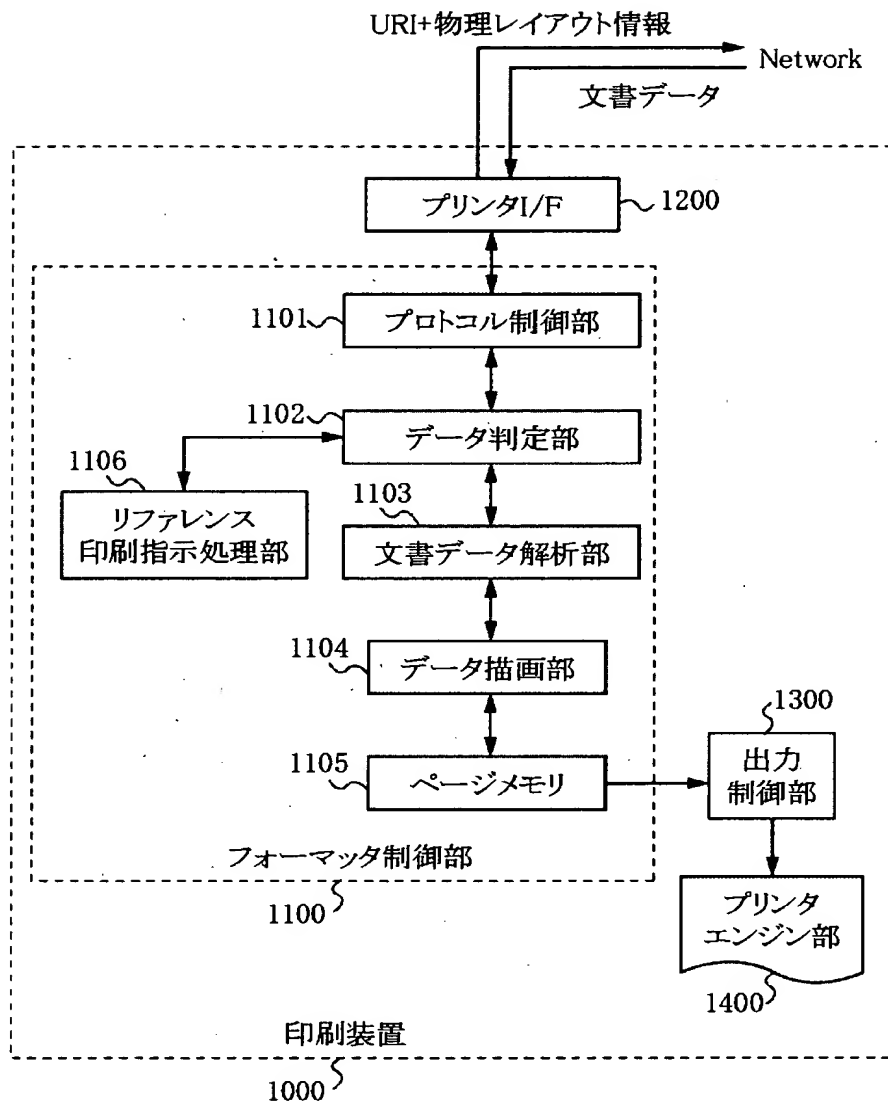 URI+物理レイアウト情報
Network
文書データ
プリンタI/F
1200
1101
プロトコル制御部
1102
データ判定部
1106
リファレンス
印刷指示処理部
1103
文書データ解析部
1104
データ描画部
1105
ページメモリ
1300
出力
制御部
フォーマッタ制御部
1100
プリンタ
エンジン部
1400
印刷装置
1000